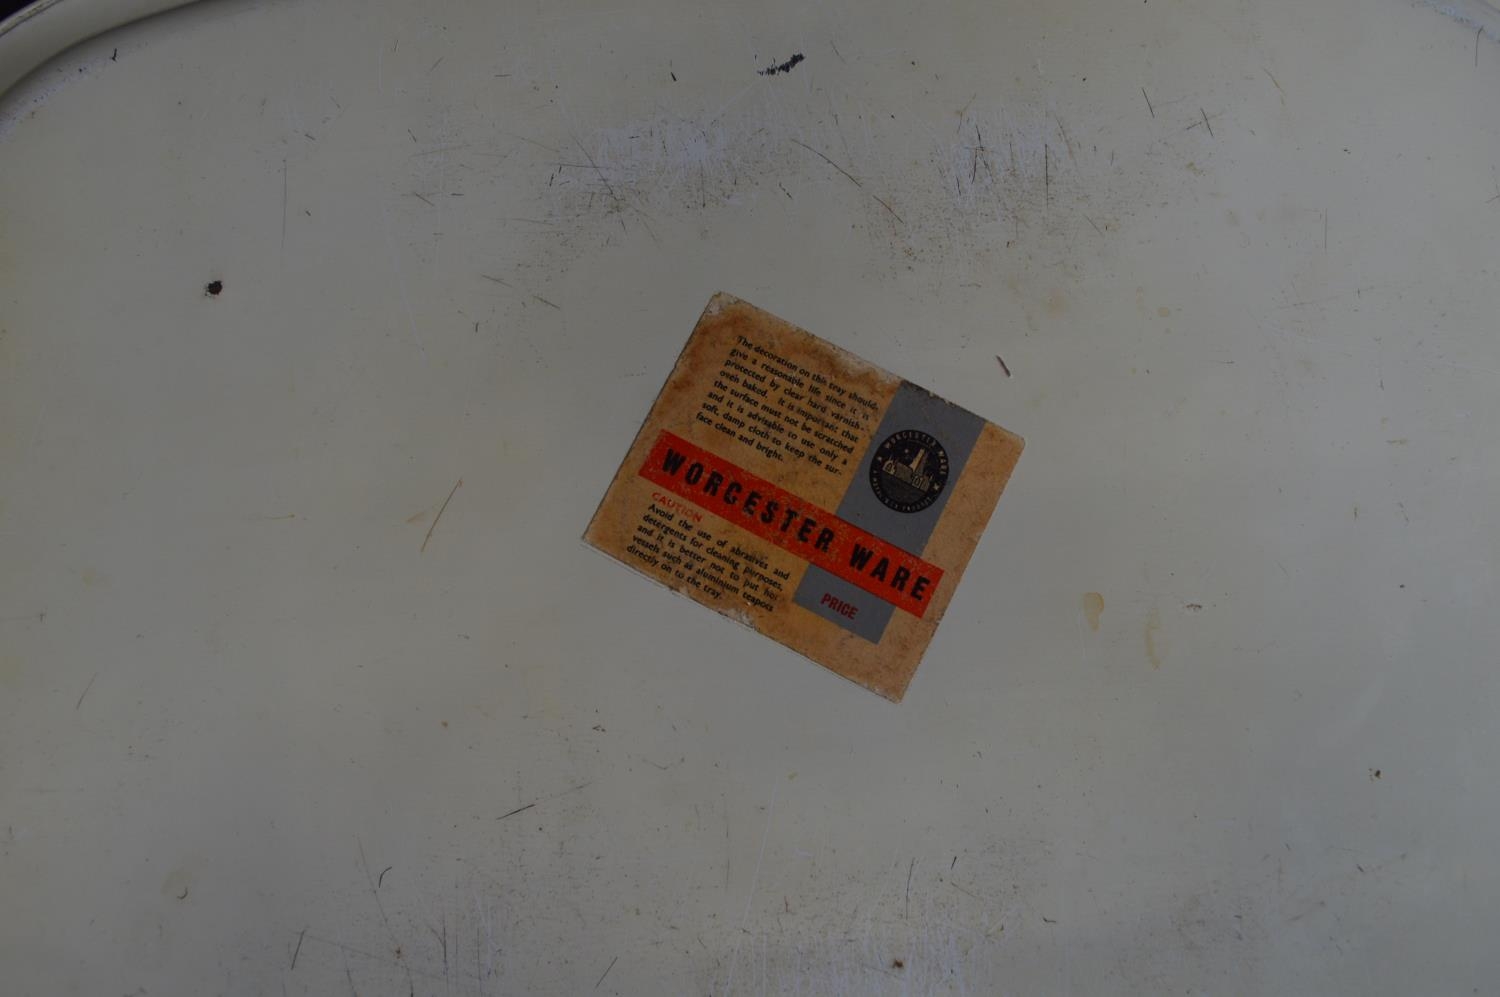 The decoration on this tray should,
give a reasonable life since it is
protected by clear hard varnish-
oven baked. It is important that
the surface must not be scratched
and it is advisable to use only a
soft, damp cloth to keep the sur-
face clean and bright.
WORCESTER WARE
WORCESTER WARE
CAUTION
Avoid the use of abrasives and
detergents for cleaning purposes,
and it is better not to put hot
vessels such as aluminium teapots
directly on to the tray.
PRICE